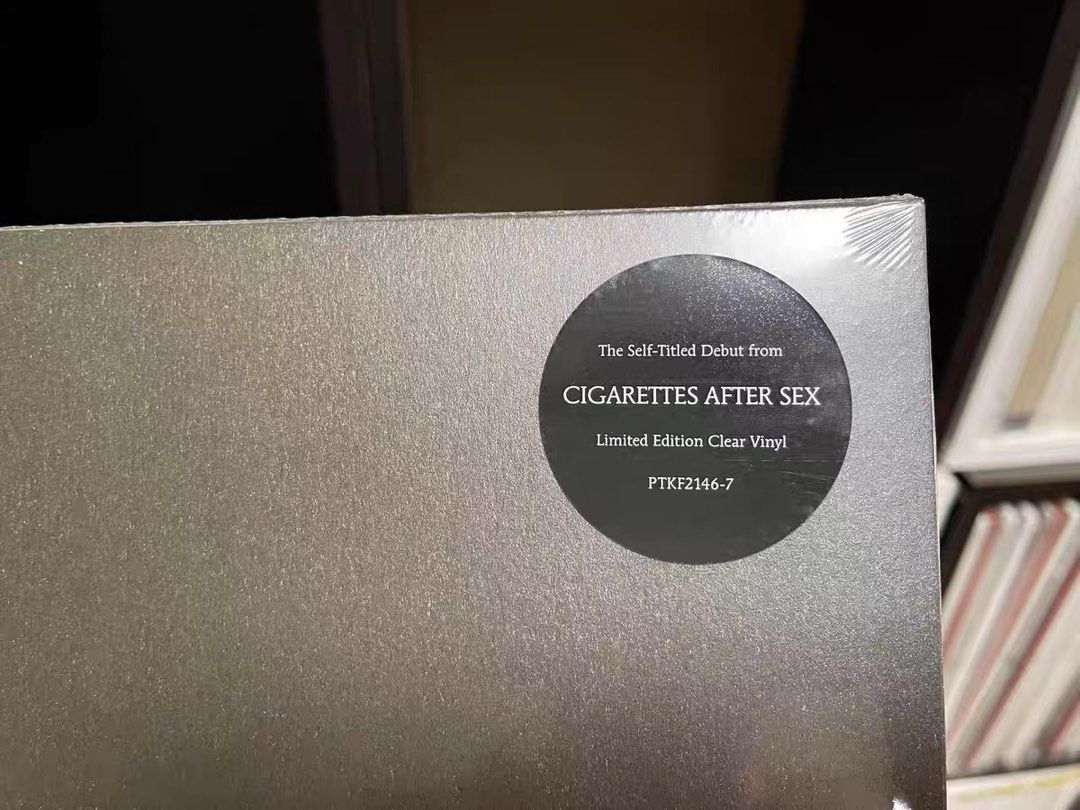 The Self-Titled Debut from
CIGARETTES AFTER SEX
Limited Edition Clear Vinyl
PTKF2146-7